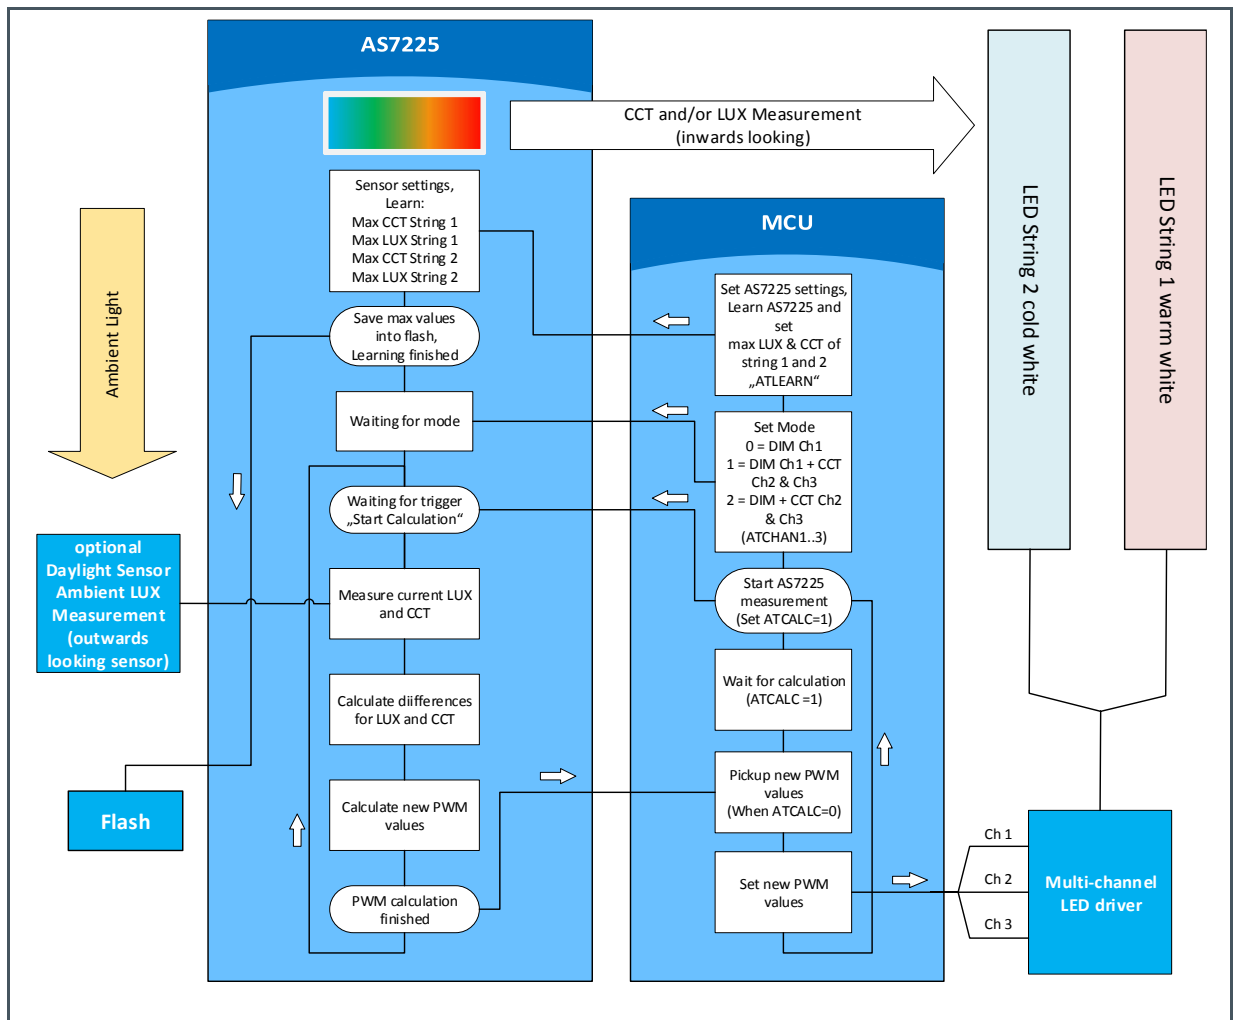 AS7225
CCT and/or LUX Measurement
(inwards looking)
Sensor settings,
Learn:
Max CCT String 1
Max LUX String 1
Max CCT String 2
Max LUX String 2
Save max values
into flash,
Learning finished
Waiting for mode
Waiting for trigger
„Start Calculation“
Measure current LUX
and CCT
Calculate diifferences
for LUX and CCT
Calculate new PWM
values
PWM calculation
finished
Ambient Light
optional
Daylight Sensor
Ambient LUX
Measurement
(outwards
looking sensor)
Flash
MCU
Set AS7225 settings,
Learn AS7225 and
set
max LUX & CCT of
string 1 and 2
„ATLEARN“
Set Mode
0 = DIM Ch1
1 = DIM Ch1 + CCT
Ch2 & Ch3
2 = DIM + CCT Ch2
& Ch3
(ATCHAN1..3)
Start AS7225
measurement
(Set ATCALC=1)
Wait for calculation
(ATCALC =1)
Pickup new PWM
values
(When ATCALC=0)
Set new PWM
values
LED String 2 cold white
LED String 1 warm white
Ch 1
Ch 2
Ch 3
Multi-channel
LED driver